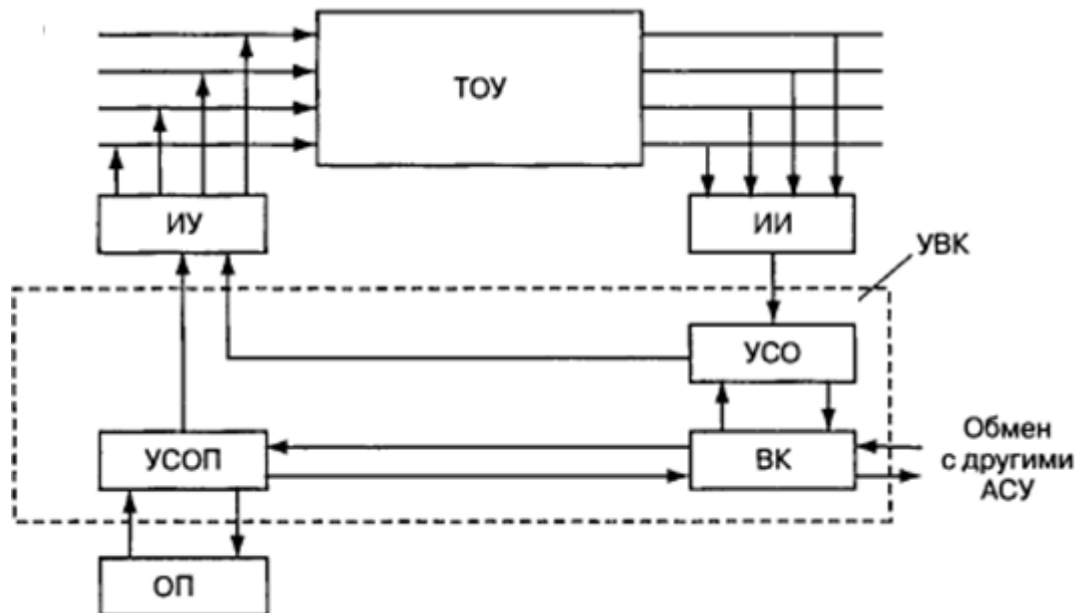 ТОУ
ИУ
ИИ
УВК
УСО
УСОП
ВК
Обмен
с другими
АСУ
ОП